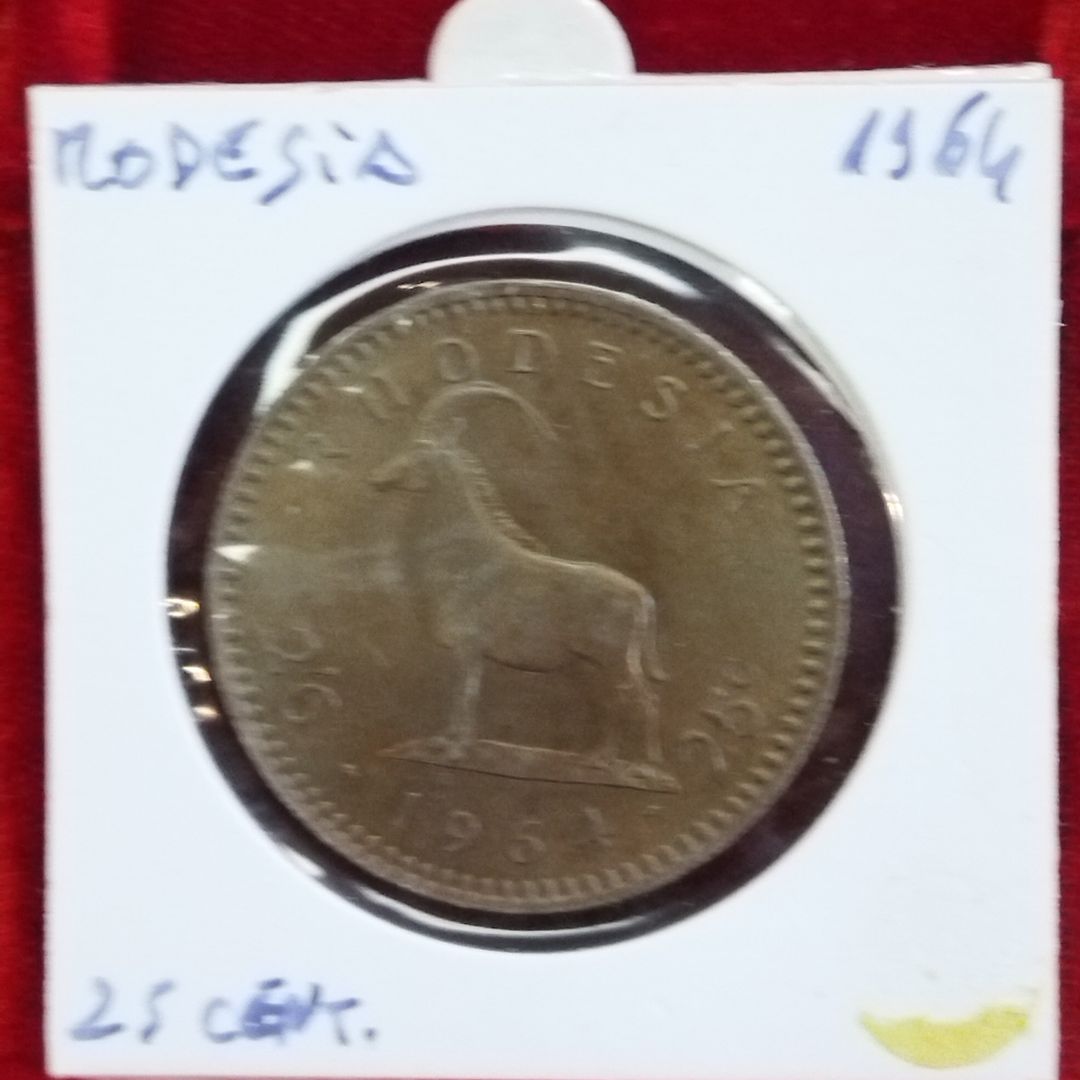 RODESiA
1964
RHODESIA
2/6
25c
· 1964 ·
25 CENT.